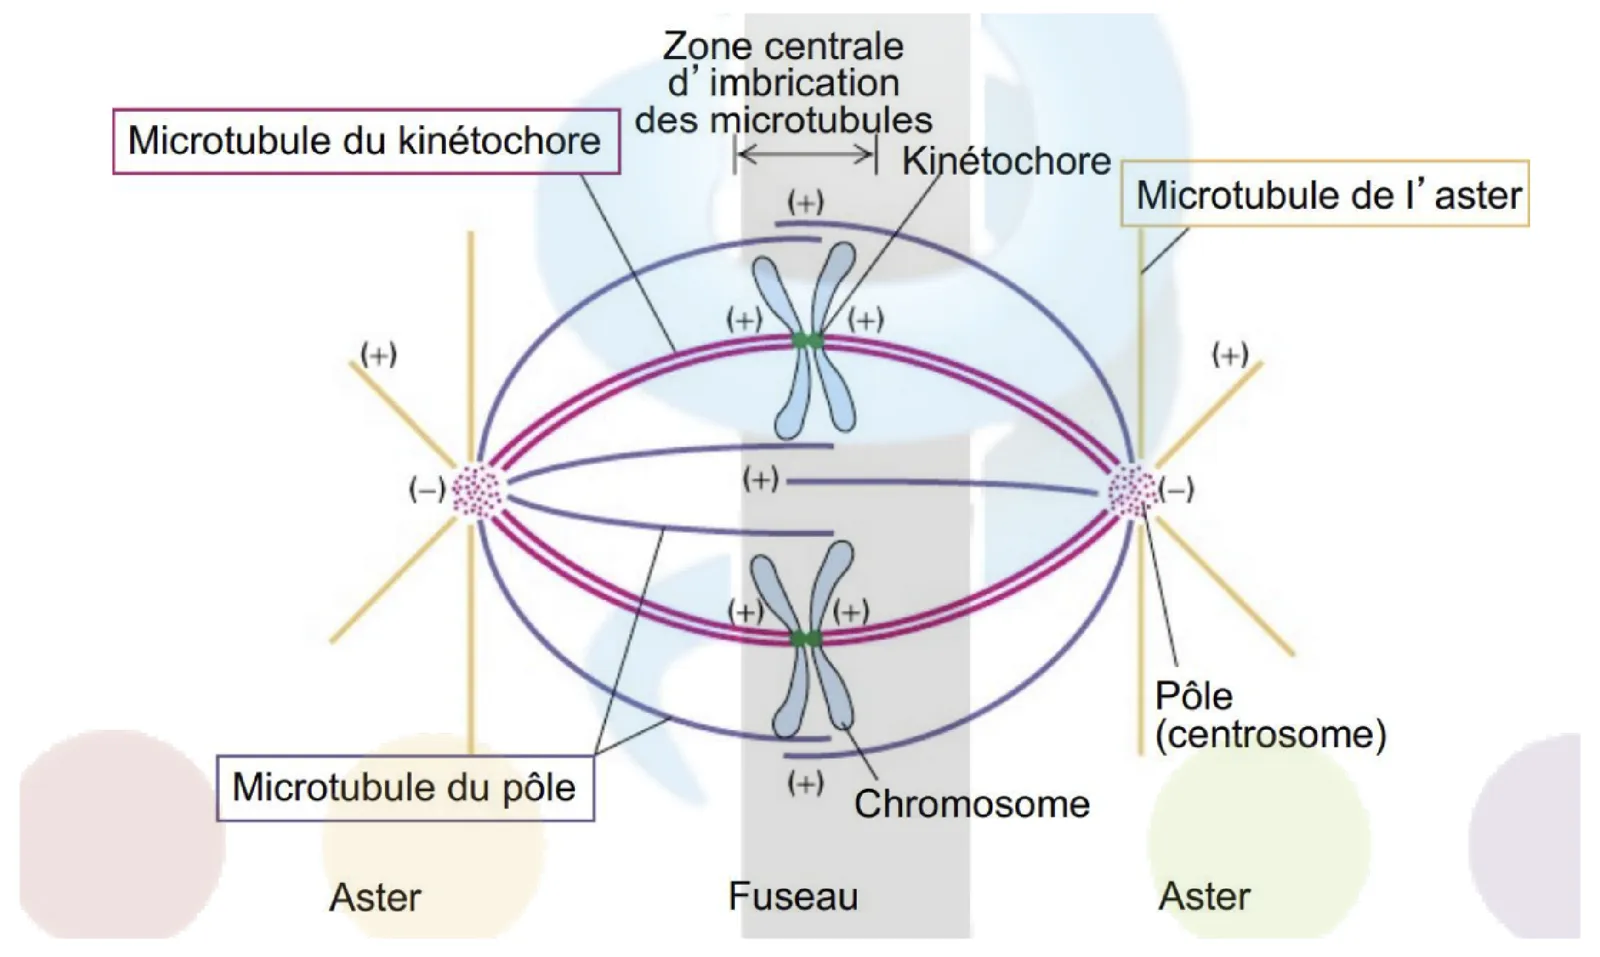 Zone centrale
d’ imbrication
des microtubules
Microtubule du kinétochore
Kinétochore
Microtubule de l’ aster
(+)
(+)
(+)
(+)
(+)
(–)
(+)
(–)
(+)
(+)
Pôle
(centrosome)
Microtubule du pôle
(+)
Chromosome
Aster
Fuseau
Aster